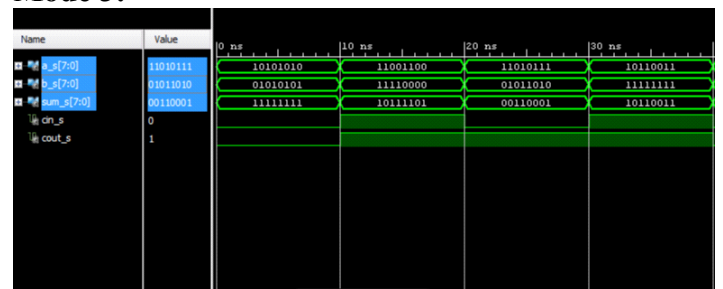 Name Value 0 ns 10 ns 20 ns 30 ns
a_s[7:0] 11010111 10101010 11001100 11010111 10110011
b_s[7:0] 01011010 01010101 11110000 01011010 11111111
sum_s[7:0] 00110001 11111111 10111101 00110001 10110011
cin_s 0
cout_s 1